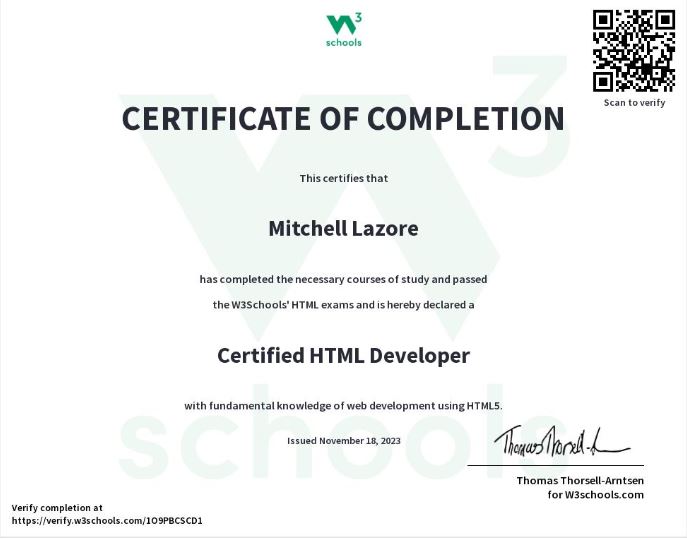 w3
schools
Scan to verify
CERTIFICATE OF COMPLETION
This certifies that
Mitchell Lazore
has completed the necessary courses of study and passed
the W3Schools' HTML exams and is hereby declared a
Certified HTML Developer
with fundamental knowledge of web development using HTML5.
Issued November 18, 2023
Thomas Thorsell-A
Thomas Thorsell-Arntsen
for W3schools.com
Verify completion at
https://verify.w3schools.com/1O9PBCSCD1
w3
schools